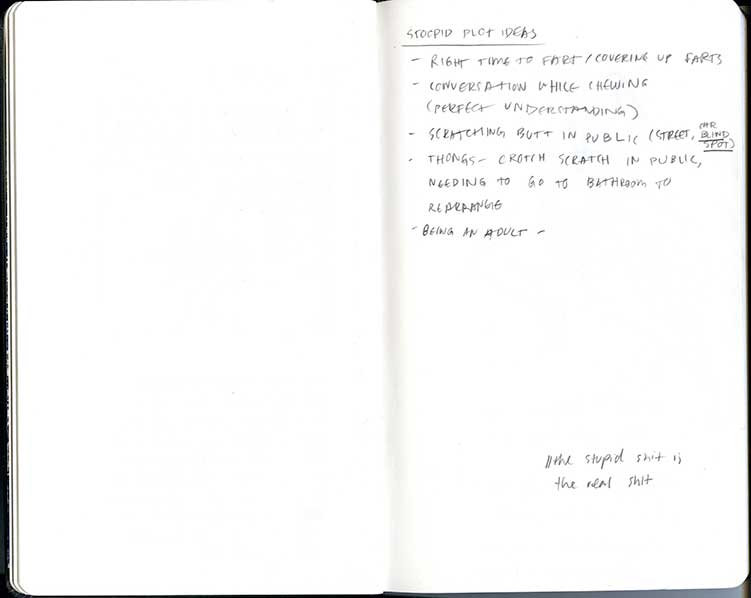 STOOPID PLOT IDEAS
- RIGHT TIME TO FART/COVERING UP FARTS
- CONVERSATION WHILE CHEWING
(PERFECT UNDERSTANDING)
- SCRATCHING BUTT IN PUBLIC (STREET, CAR BLIND SPOT)
- THONGS - CROTCH SCRATCH IN PUBLIC,
NEEDING TO GO TO BATHROOM TO
REARRANGE
- BEING AN ADULT -
//the stupid shit is
the real shit